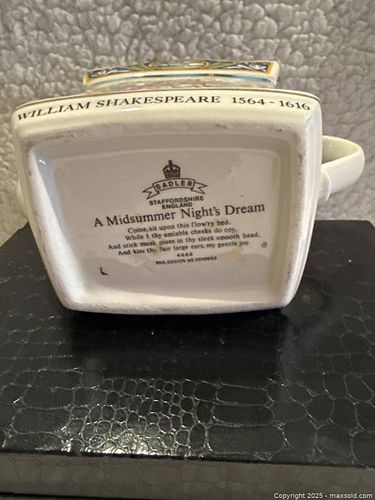 WILLIAM SHAKESPEARE 1564 - 1616
SADLER
STAFFORDSHIRE
ENGLAND
A Midsummer Night's Dream
Come, sit upon this flow'ry bed,
While I thy amiable cheeks do coy,
And stick musk roses in thy sleek smooth head,
And kiss thy fair large ears, my gentle joy
4444
Copyright 2025 - maxsold.com